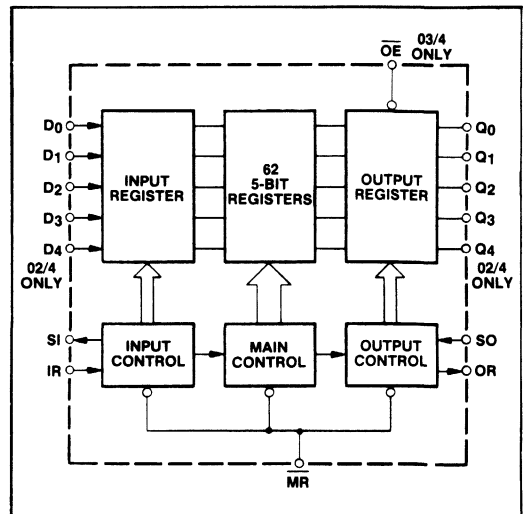 03/4
OE ONLY
D0
D1
D2
D3
D4
02/4
ONLY
INPUT
REGISTER
62
5-BIT
REGISTERS
OUTPUT
REGISTER
Q0
Q1
Q2
Q3
Q4
02/4
ONLY
SI
IR
INPUT
CONTROL
MAIN
CONTROL
OUTPUT
CONTROL
SO
OR
MR